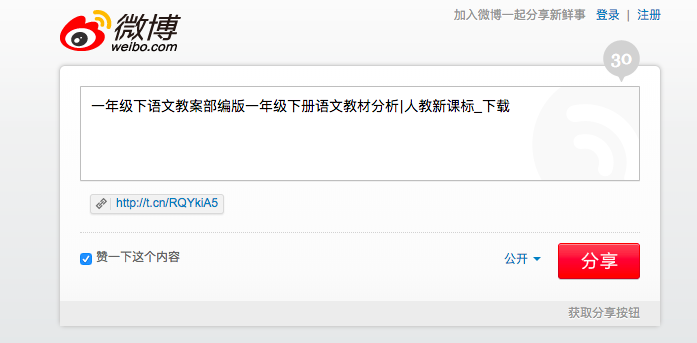 微博
weibo.com
加入微博一起分享新鲜事 登录 | 注册
30
一年级下语文教案部编版一年级下册语文教材分析|人教新课标_下载
http://t.cn/RQYkiA5
赞一下这个内容 公开 分享
获取分享按钮